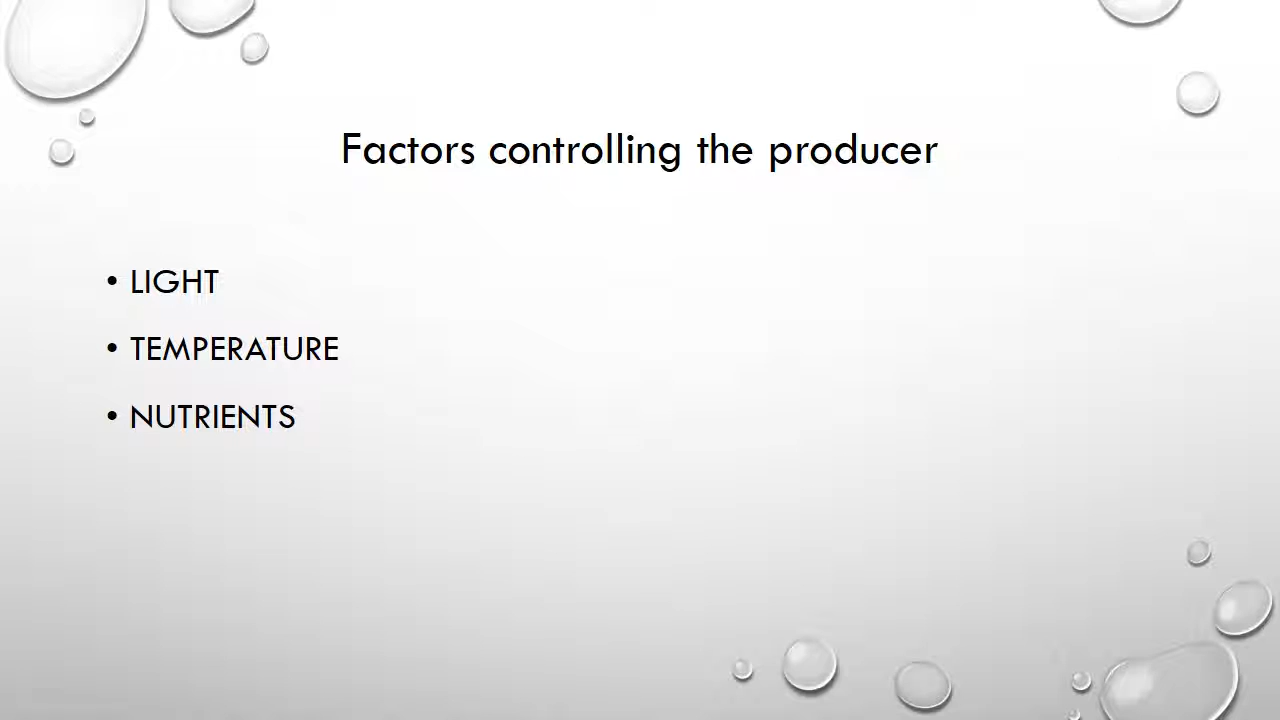 Factors controlling the producer
• LIGHT
• TEMPERATURE
• NUTRIENTS